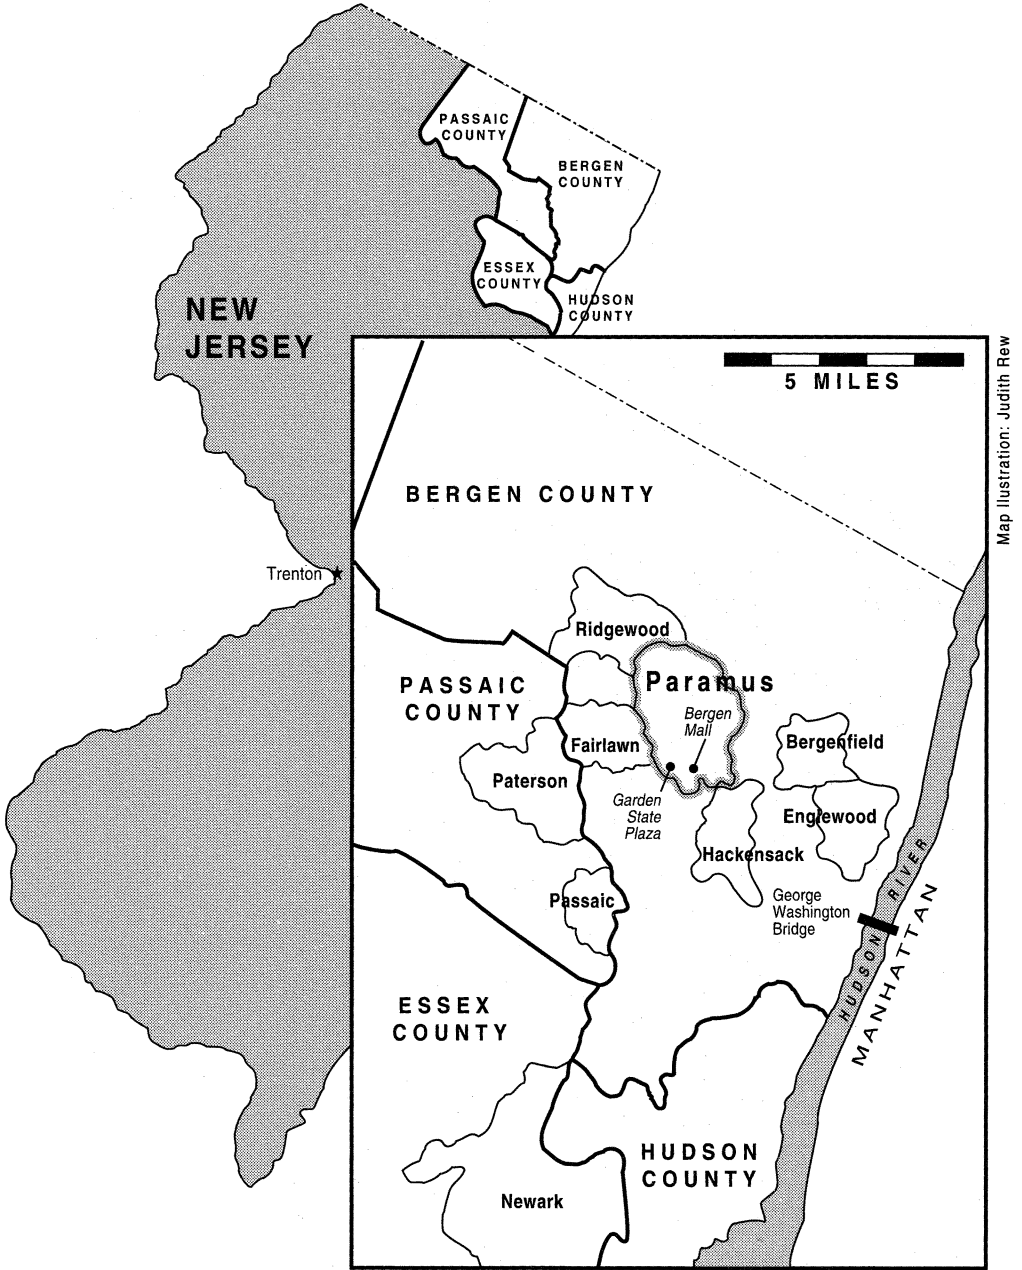 PASSAIC
COUNTY
BERGEN
COUNTY
ESSEX
COUNTY
HUDSON
COUNTY
NEW
JERSEY
Trenton
5 MILES
Map Ilustration: Judith Rew
BERGEN COUNTY
Ridgewood
Paramus
PASSAIC
COUNTY
Bergen
Mall
Fairlawn
Bergenfield
Paterson
Garden
State
Plaza
Englewood
Hackensack
Passaic
George
Washington
Bridge
HUDSON RIVER
MANHATTAN
ESSEX
COUNTY
HUDSON
COUNTY
Newark